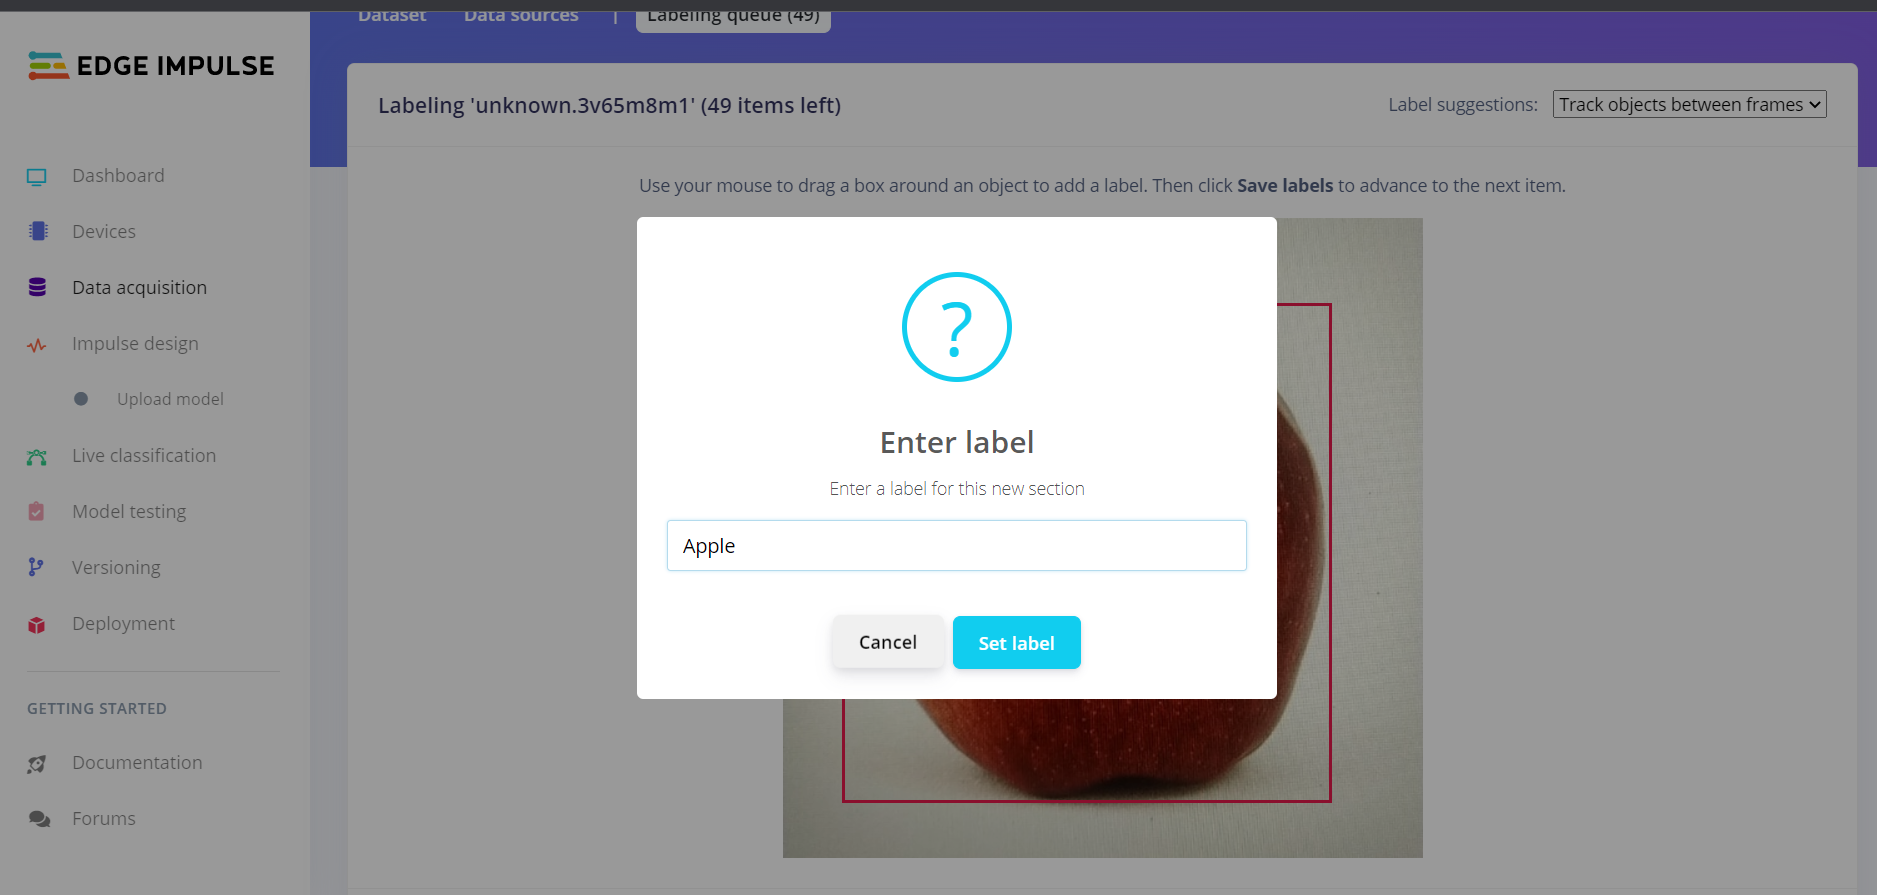 Dataset Data sources | Labeling queue (49)
EDGE IMPULSE
Labeling 'unknown.3v65m8m1' (49 items left)
Label suggestions: Track objects between frames
Use your mouse to drag a box around an object to add a label. Then click Save labels to advance to the next item.
Dashboard
Devices
Data acquisition
Impulse design
Upload model
Live classification
Model testing
Versioning
Deployment
GETTING STARTED
Documentation
Forums
?
Enter label
Enter a label for this new section
Apple
Cancel
Set label